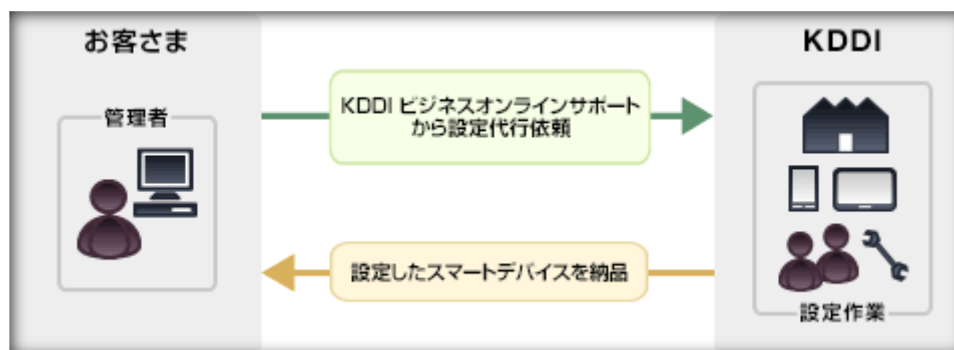 お客さま
管理者
KDDI ビジネスオンラインサポート
から設定代行依頼
設定したスマートデバイスを納品
KDDI
設定作業